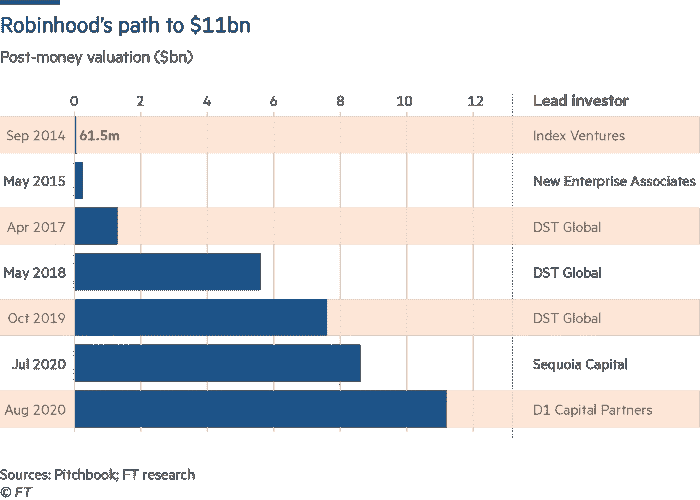 Robinhood's path to $11bn
Post-money valuation ($bn)
0 2 4 6 8 10 12 Lead investor
Sep 2014 61.5m Index Ventures
May 2015 New Enterprise Associates
Apr 2017 DST Global
May 2018 DST Global
Oct 2019 DST Global
Jul 2020 Sequoia Capital
Aug 2020 D1 Capital Partners
Sources: Pitchbook; FT research
© FT